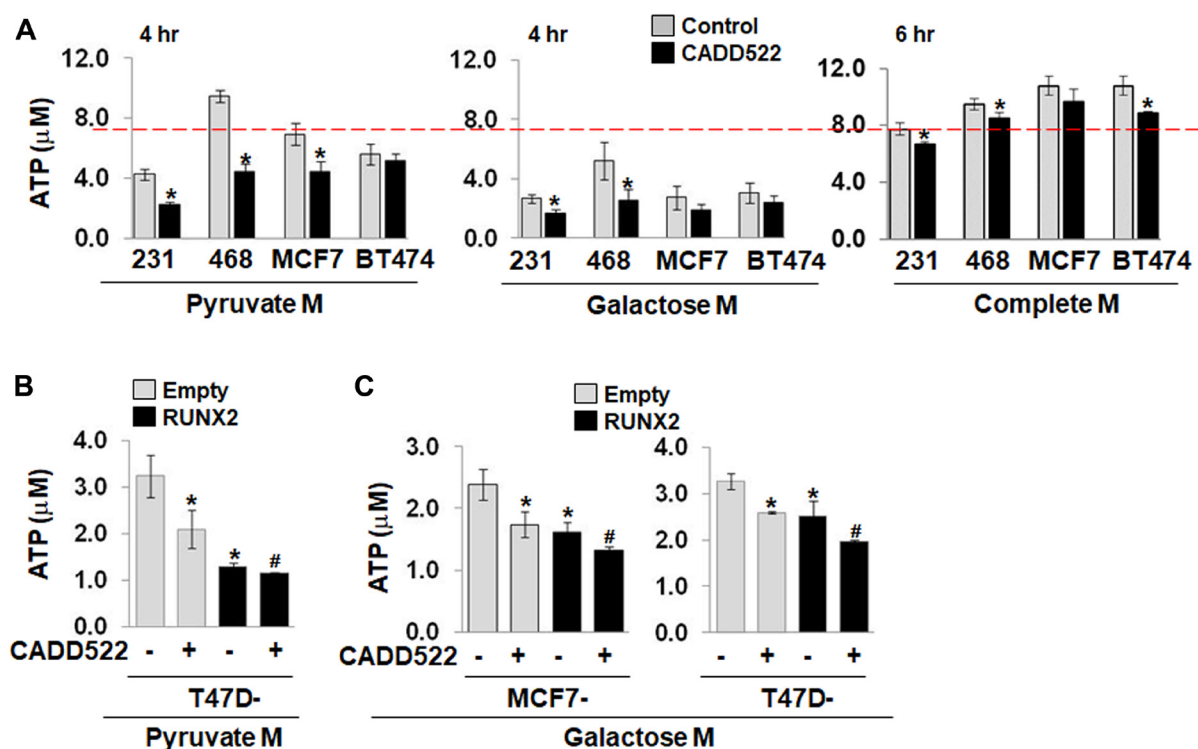 A
4 hr
4 hr
Control
CADD522
6 hr
ATP (μM)
12.0
8.0
4.0
0.0
*
*
*
231 468 MCF7 BT474
Pyruvate M
12.0
8.0
4.0
0.0
*
*
231 468 MCF7 BT474
Galactose M
12.0
8.0
4.0
0.0
*
*
*
231 468 MCF7 BT474
Complete M
B
Empty
RUNX2
ATP (μM)
4.0
3.0
2.0
1.0
0.0
*
*
#
CADD522 - + - +
T47D-
Pyruvate M
C
Empty
RUNX2
ATP (μM)
3.0
2.0
1.0
0.0
*
*
#
CADD522 - + - +
MCF7-
4.0
3.0
2.0
1.0
0.0
*
*
#
- + - +
T47D-
Galactose M